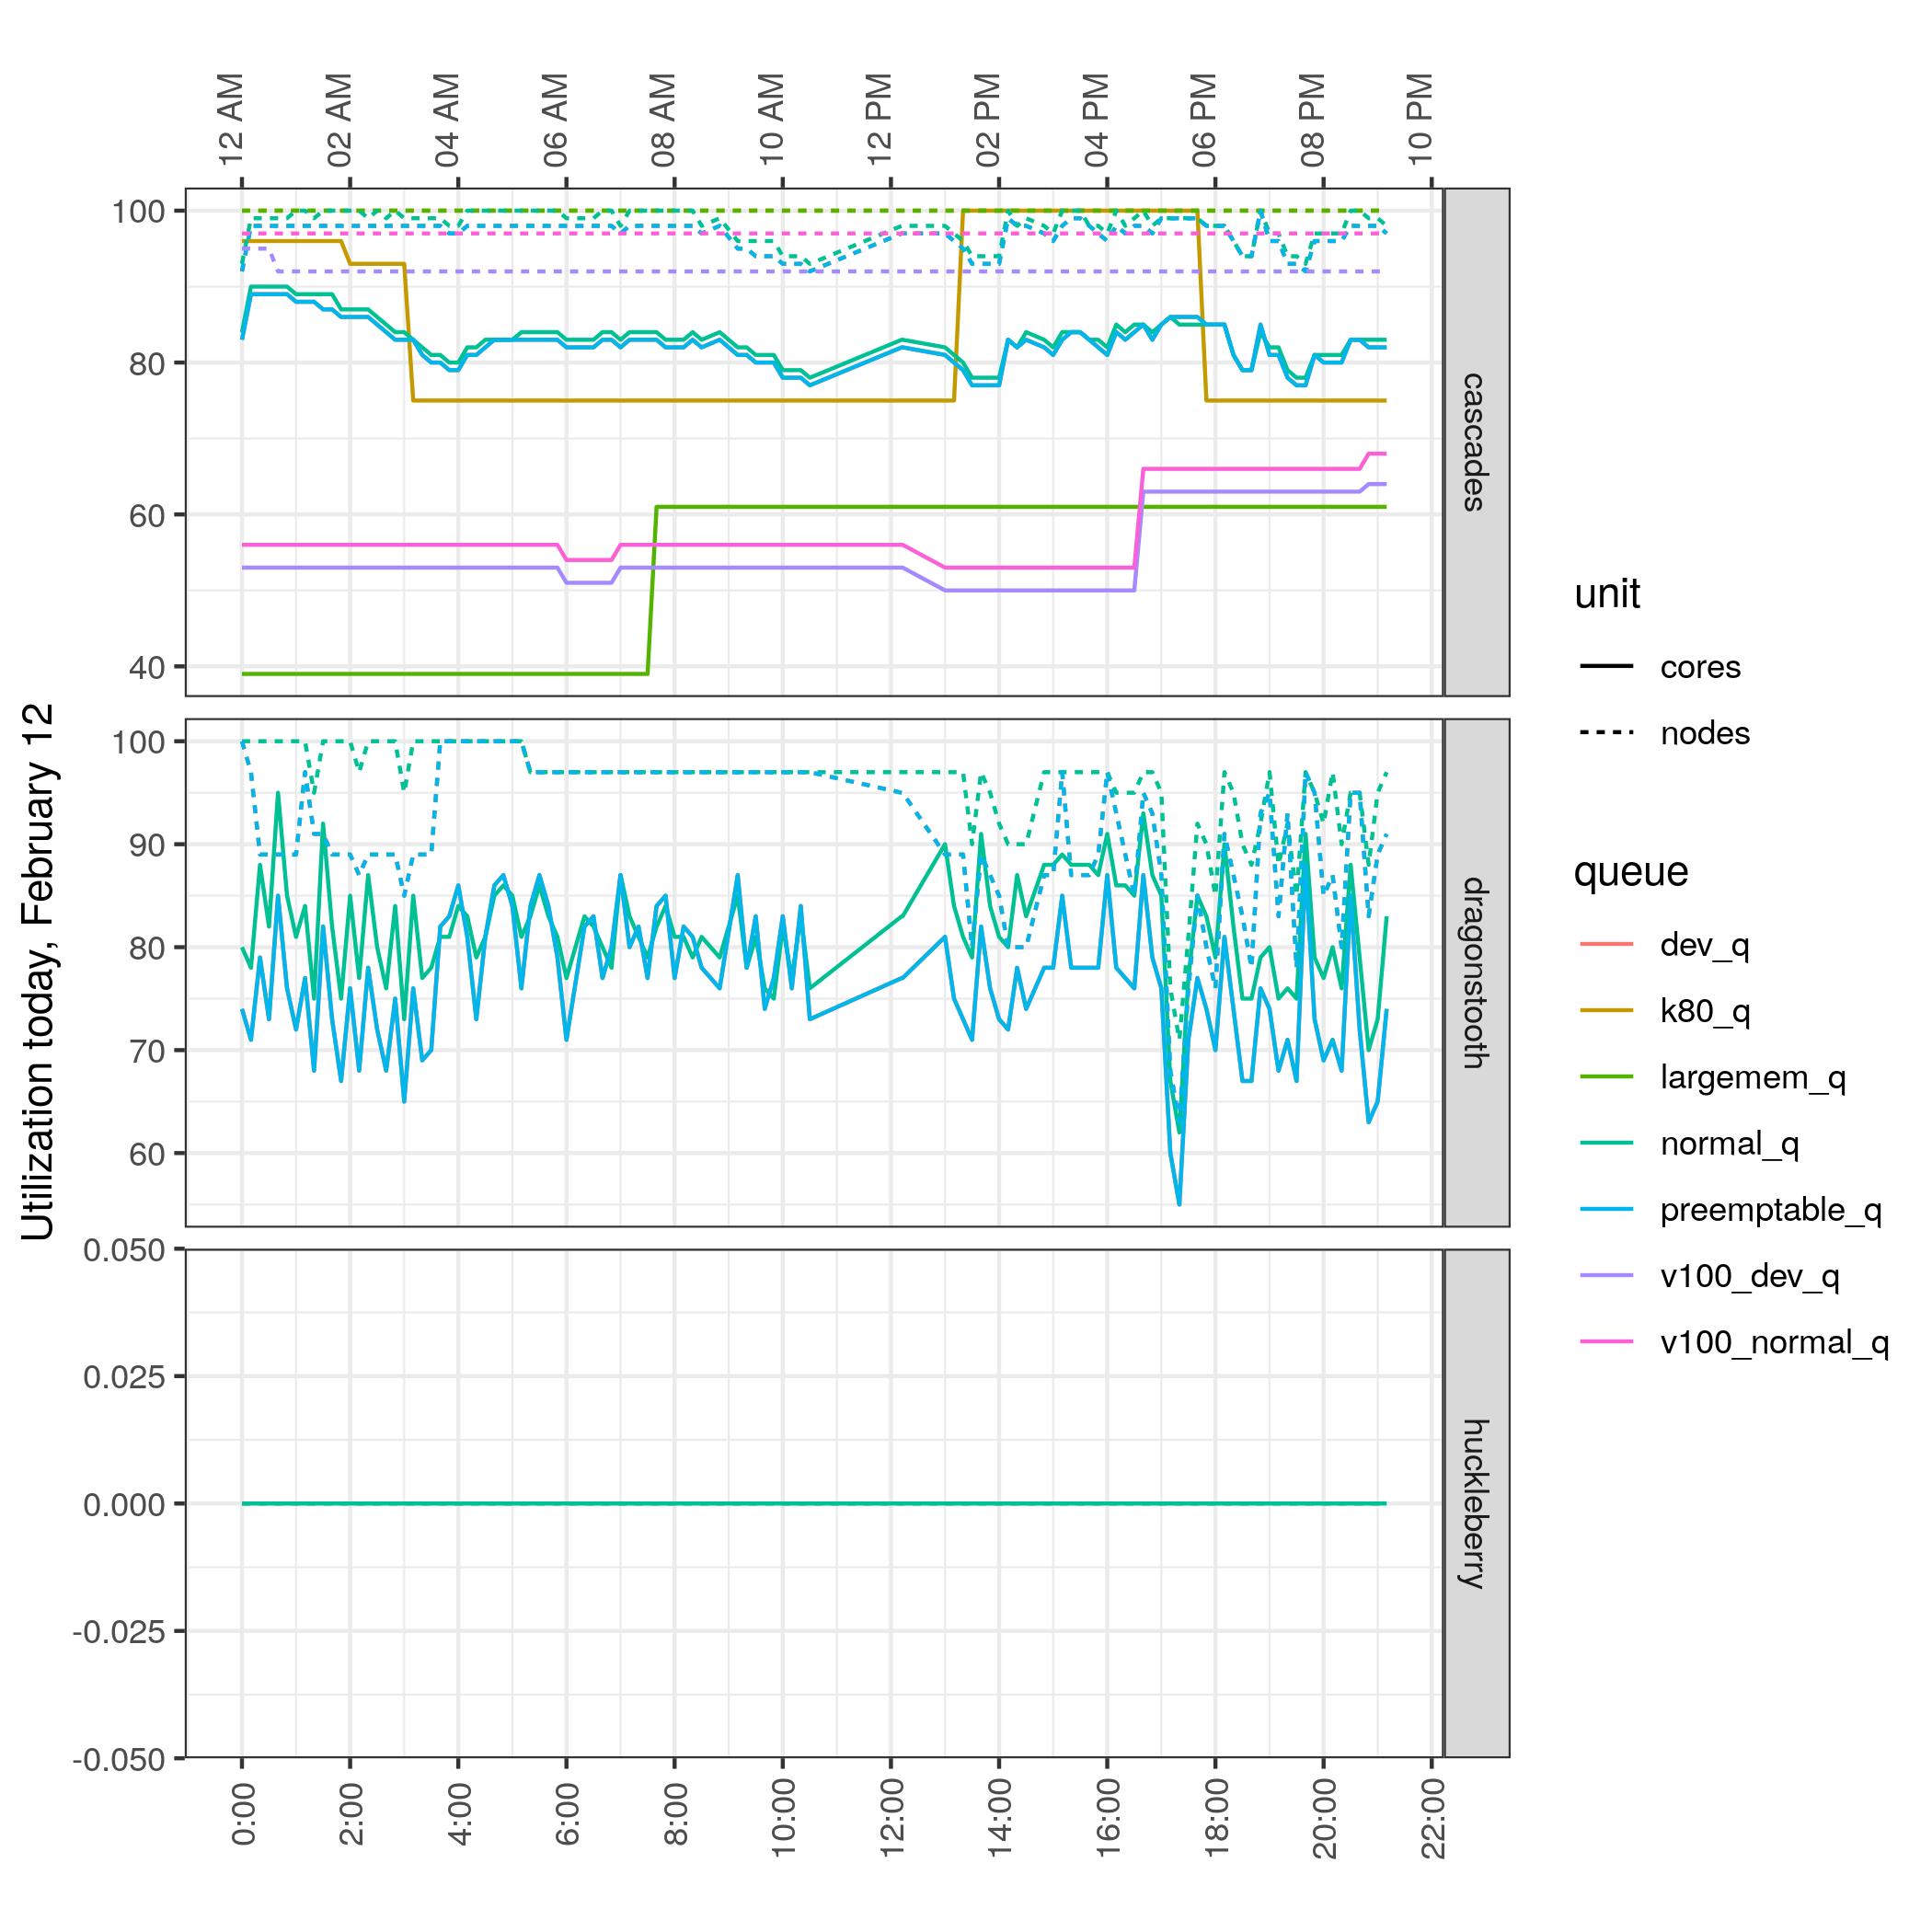 12 AM
02 AM
04 AM
06 AM
08 AM
10 AM
12 PM
02 PM
04 PM
06 PM
08 PM
10 PM
Utilization today, February 12
100
80
60
40
cascades
100
90
80
70
60
dragonstooth
0.050
0.025
0.000
-0.025
-0.050
huckleberry
0:00
2:00
4:00
6:00
8:00
10:00
12:00
14:00
16:00
18:00
20:00
22:00
unit
cores
nodes
queue
dev_q
k80_q
largemem_q
normal_q
preemptable_q
v100_dev_q
v100_normal_q